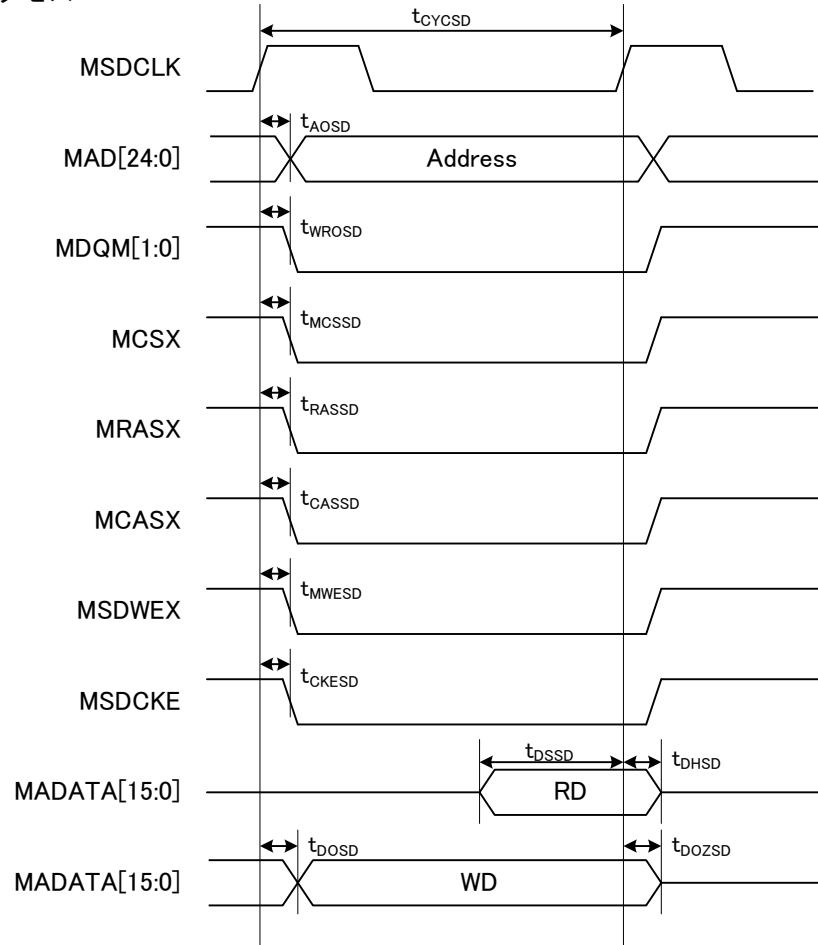 tCYCSD
MSDCLK
tAOSD
MAD[24:0]
Address
tWROSD
MDQM[1:0]
tMCSSD
MCSX
tRASSD
MRASX
tCASSD
MCASX
tMWESD
MSDWEX
tCKESD
MSDCKE
tDSSD
tDHSD
MADATA[15:0]
RD
tDOSD
tDOZSD
MADATA[15:0]
WD